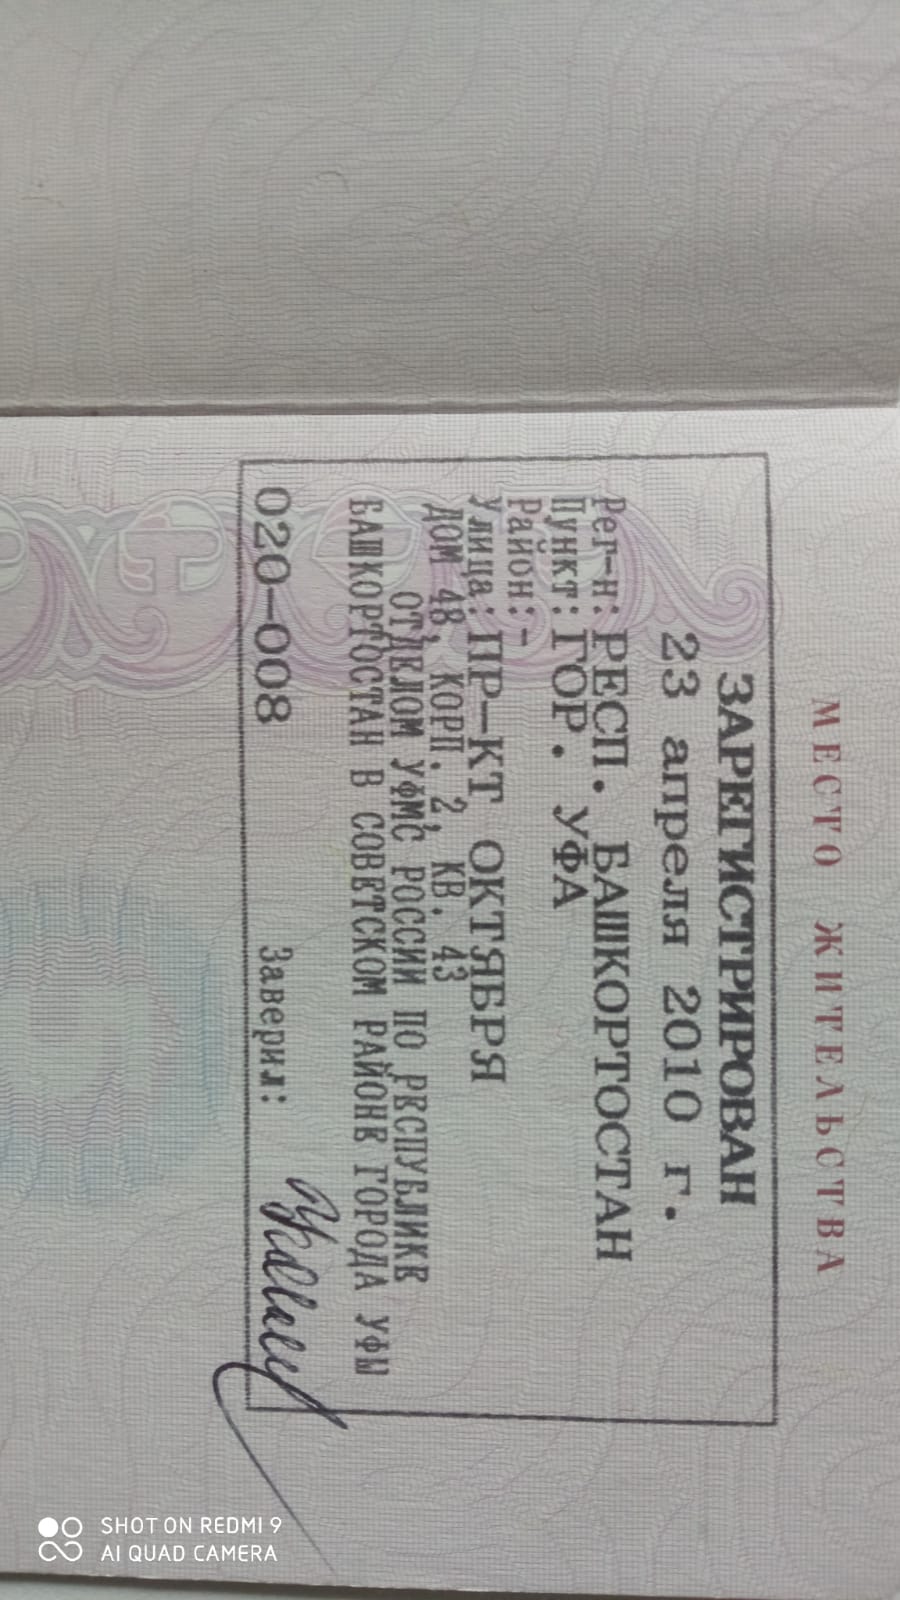 МЕСТО ЖИТЕЛЬСТВА
ЗАРЕГИСТРИРОВАН
23 апреля 2010 г.
Рег-н: РЕСП. БАШКОРТОСТАН
Пункт: ГОР. УФА
Район: -
Улица: ПР-КТ ОКТЯБРЯ
ДОМ 48, КОРП. 2, КВ. 43
ОТДЕЛОМ УФМС РОССИИ ПО РЕСПУБЛИКЕ
БАШКОРТОСТАН В СОВЕТСКОМ РАЙОНЕ ГОРОДА УФЫ
020-008 Заверил:
SHOT ON REDMI 9
AI QUAD CAMERA